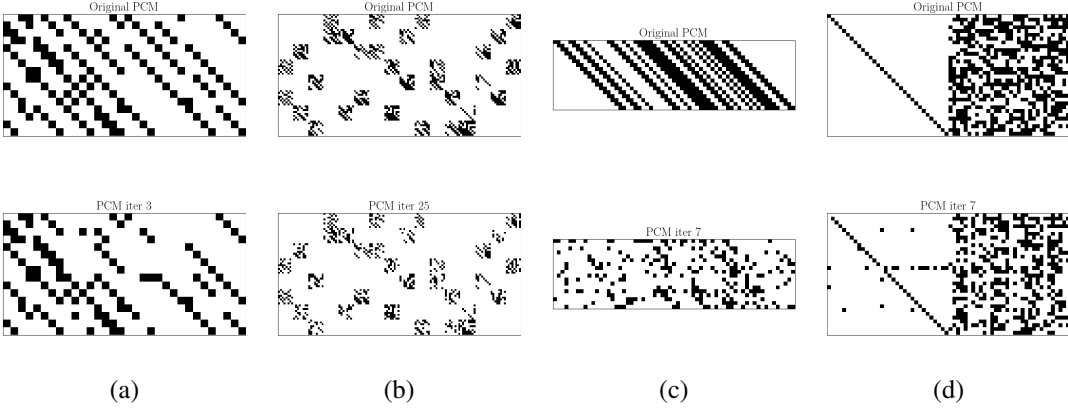 Original PCM
Original PCM
Original PCM
Original PCM
PCM iter 3
PCM iter 25
PCM iter 7
PCM iter 7
(a)
(b)
(c)
(d)